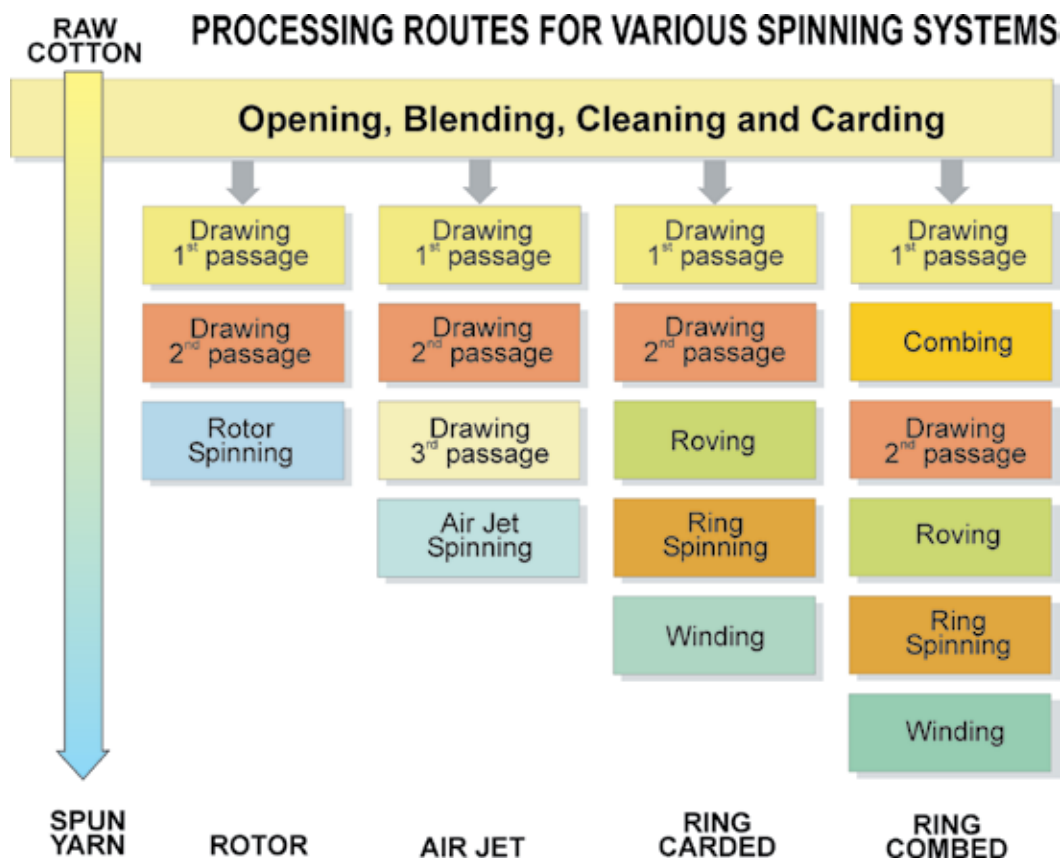 RAW
COTTON
PROCESSING ROUTES FOR VARIOUS SPINNING SYSTEMS
Opening, Blending, Cleaning and Carding
Drawing
1st passage
Drawing
2nd passage
Rotor
Spinning
Drawing
1st passage
Drawing
2nd passage
Drawing
3rd passage
Air Jet
Spinning
Drawing
1st passage
Drawing
2nd passage
Roving
Ring
Spinning
Winding
Drawing
1st passage
Combing
Drawing
2nd passage
Roving
Ring
Spinning
Winding
SPUN
YARN
ROTOR
AIR JET
RING
CARDED
RING
COMBED